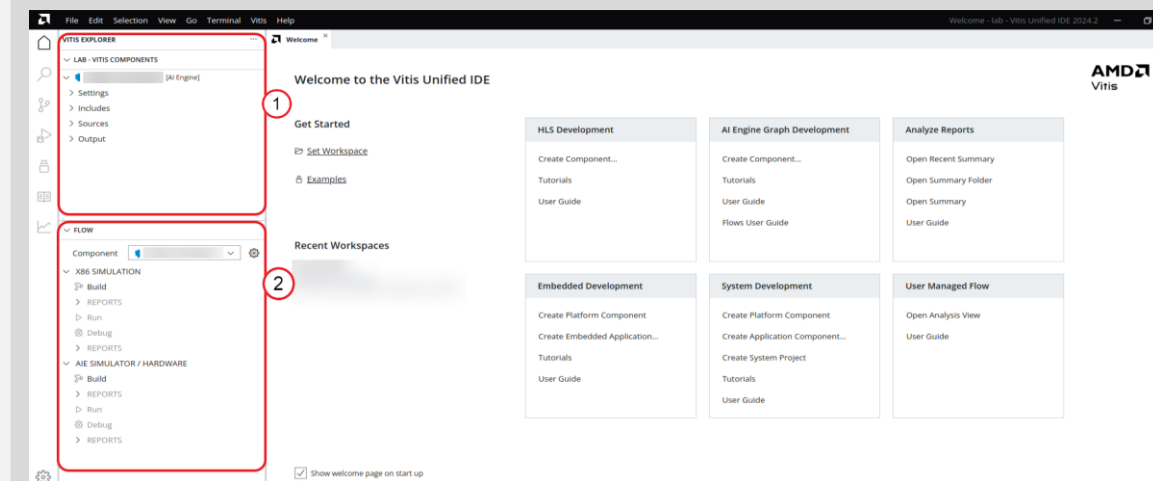 File Edit Selection View Go Terminal Vitis Help
Welcome - lab - Vitis Unified IDE 2024.2
VITIS EXPLORER
Welcome
LAB - VITIS COMPONENTS
[AI Engine]
Settings
Includes
Sources
Output
1
FLOW
Component
X86 SIMULATION
Build
REPORTS
Run
Debug
REPORTS
AIE SIMULATOR / HARDWARE
Build
REPORTS
Run
Debug
REPORTS
2
Welcome to the Vitis Unified IDE
AMD
Vitis
Get Started
Set Workspace
Examples
Recent Workspaces
HLS Development
Create Component...
Tutorials
User Guide
AI Engine Graph Development
Create Component...
Tutorials
User Guide
Flows User Guide
Analyze Reports
Open Recent Summary
Open Summary Folder
Open Summary
User Guide
Embedded Development
Create Platform Component
Create Embedded Application...
Tutorials
User Guide
System Development
Create Platform Component
Create Application Component...
Create System Project
Tutorials
User Guide
User Managed Flow
Open Analysis View
User Guide
Show welcome page on start up